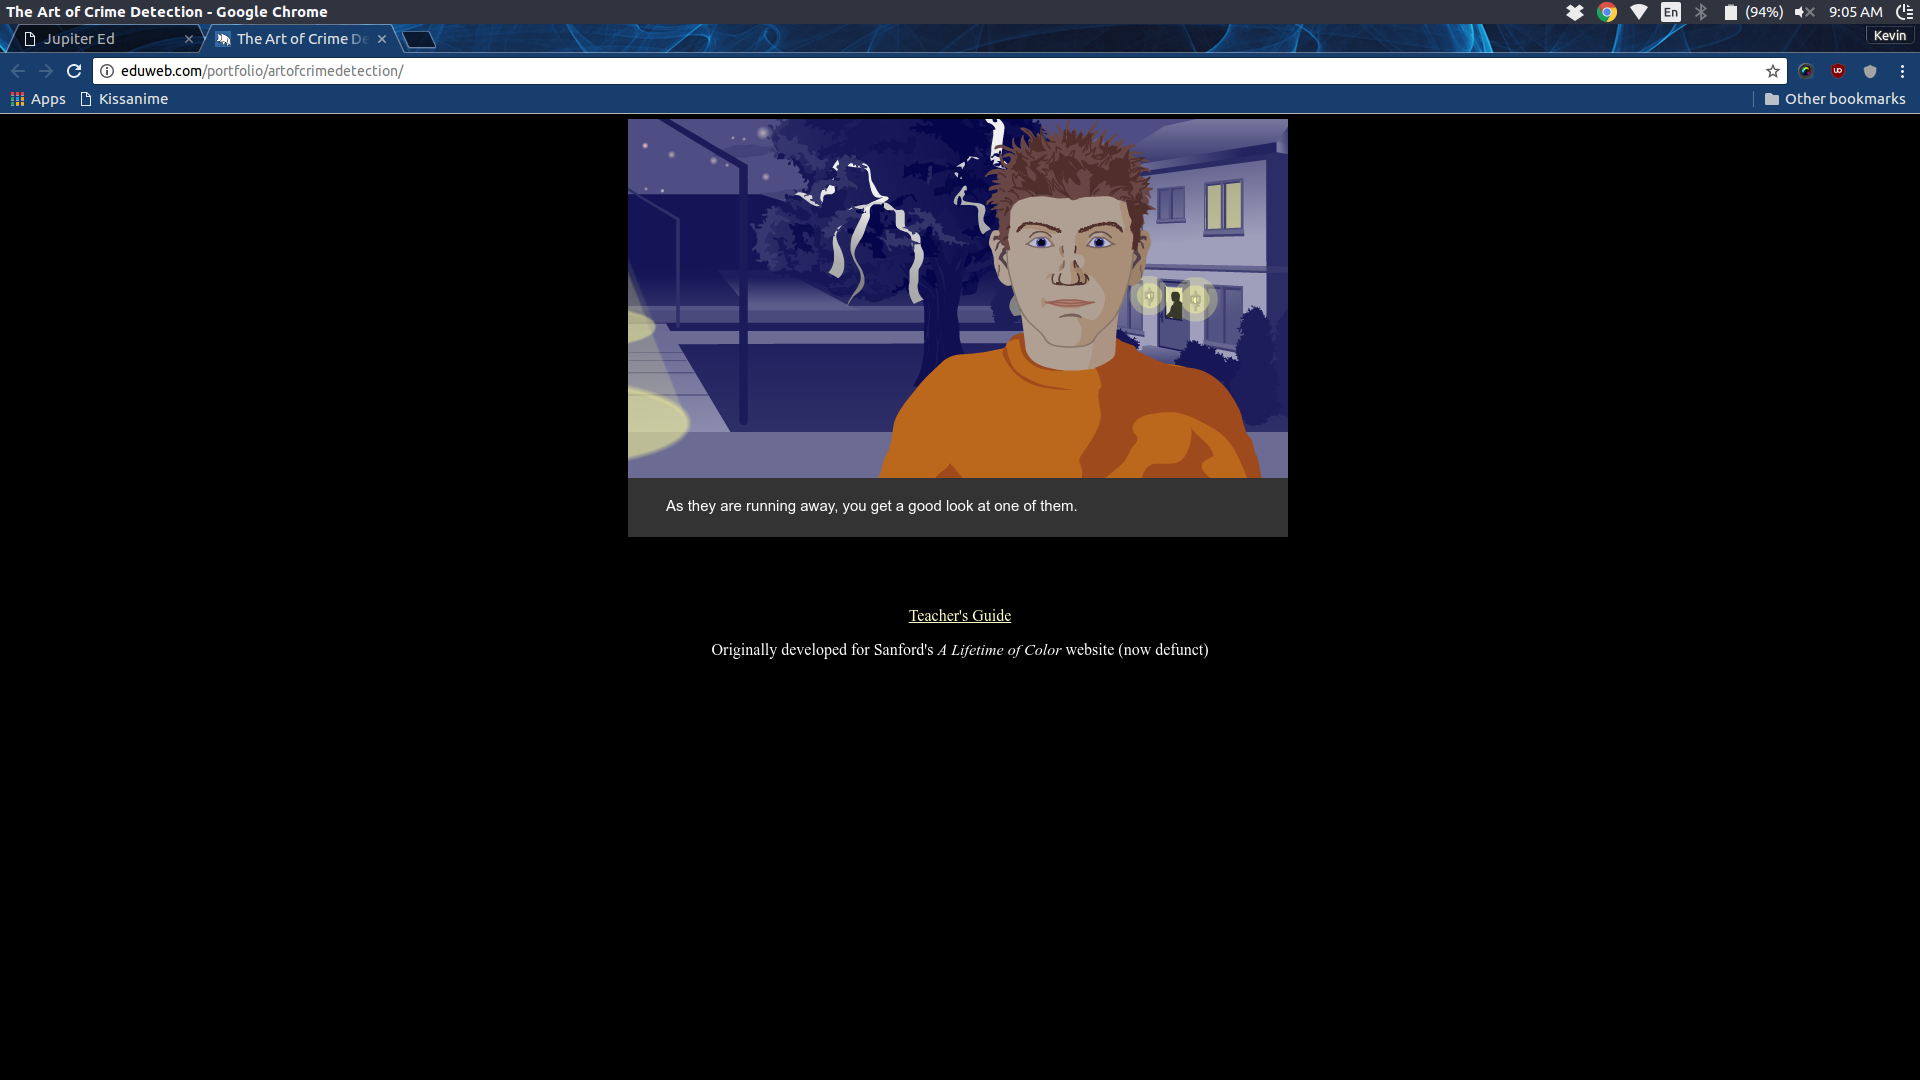 The Art of Crime Detection - Google Chrome
En (94%) 9:05 AM
Jupiter Ed
The Art of Crime De
Kevin
eduweb.com/portfolio/artofcrimedetection/
Apps Kissanime Other bookmarks
As they are running away, you get a good look at one of them.
Teacher's Guide
Originally developed for Sanford's A Lifetime of Color website (now defunct)